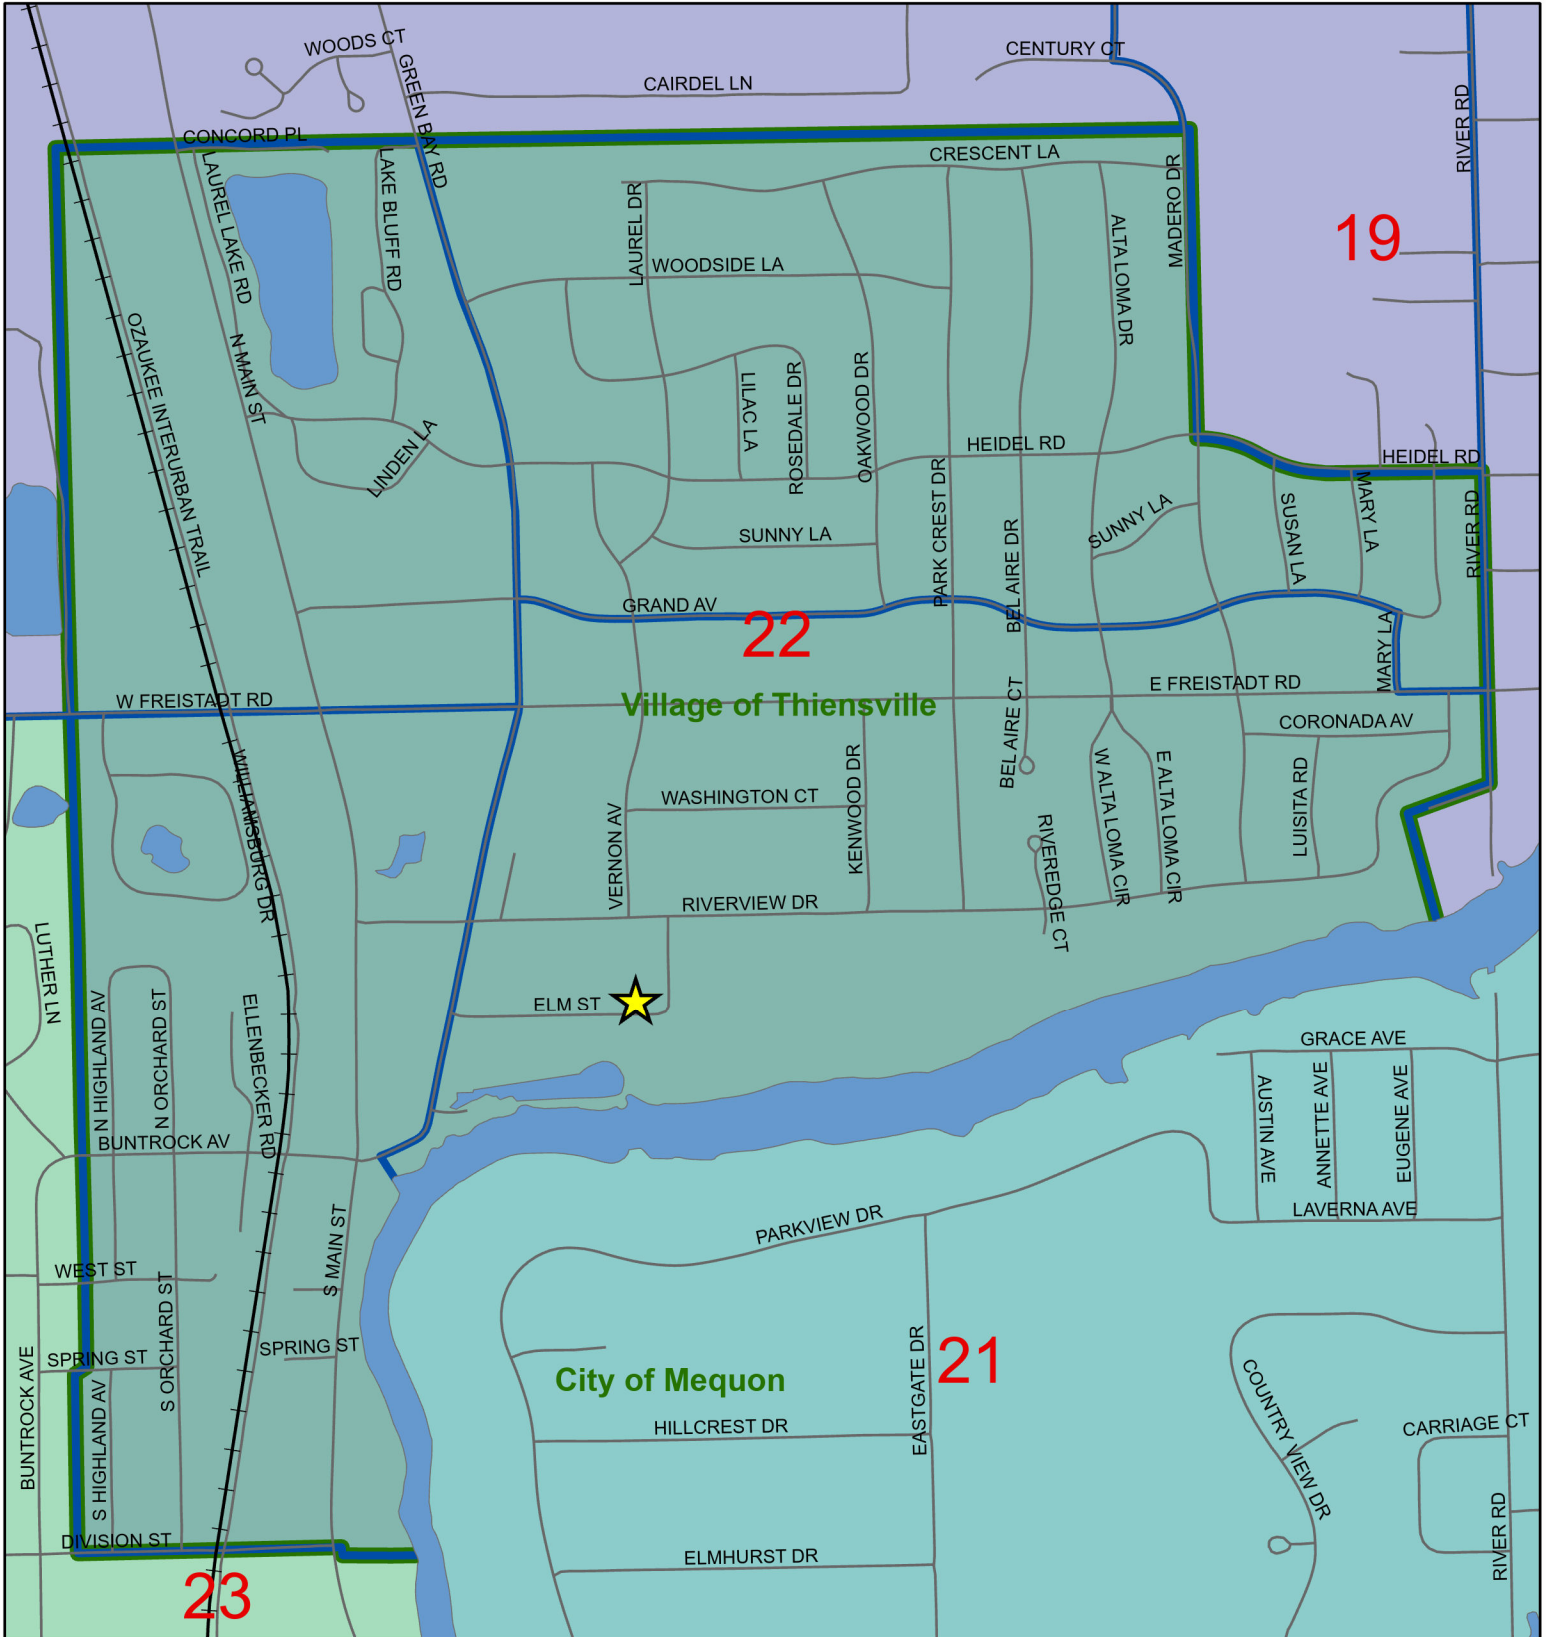 WOODS CT
GREEN BAY RD
CAIRDEL LN
CENTURY CT
RIVER RD
CONCORD PL
LAUREL LAKE RD
LAKE BLUFF RD
CRESCENT LA
MADERO DR
LAUREL DR
WOODSIDE LA
ALTA LOMA DR
19
OZAUKEE INTERURBAN TRAIL
N MAIN ST
LINDEN LA
LILAC LA
ROSEDALE DR
OAKWOOD DR
HEIDEL RD
HEIDEL RD
PARK CREST DR
BEL AIRE DR
SUNNY LA
SUNNY LA
SUSAN LA
MARY LA
RIVER RD
GRAND AV
22
MARY LA
W FREISTADT RD
Village of Thiensville
E FREISTADT RD
BEL AIRE CT
CORONADA AV
WILLIAMSBURG DR
WASHINGTON CT
VERNON AV
KENWOOD DR
W ALTA LOMA CIR
E ALTA LOMA CIR
LUISITA RD
RIVEREDGE CT
RIVERVIEW DR
LUTHER LN
N HIGHLAND AV
N ORCHARD ST
ELLENBECKER RD
ELM ST
GRACE AVE
AUSTIN AVE
ANNETTE AVE
EUGENE AVE
BUNTROCK AV
LAVERNA AVE
PARKVIEW DR
WEST ST
S MAIN ST
S ORCHARD ST
SPRING ST
SPRING ST
BUNTROCK AVE
S HIGHLAND AV
EASTGATE DR
21
City of Mequon
COUNTRY VIEW DR
HILLCREST DR
CARRIAGE CT
RIVER RD
DIVISION ST
ELMHURST DR
23